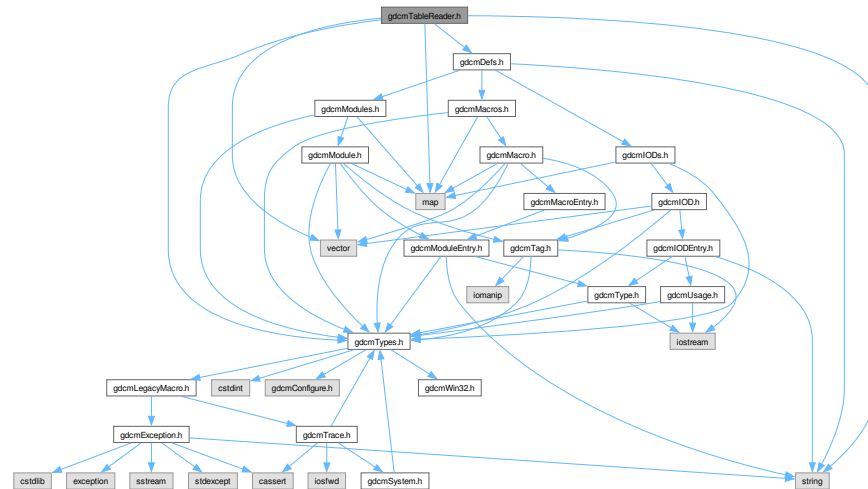 gdcmTableReader.h
gdcmDefs.h
gdcmModules.h
gdcmMacros.h
gdcmModule.h
gdcmMacro.h
gdcmIODs.h
map
gdcmMacroEntry.h
gdcmIOD.h
vector
gdcmModuleEntry.h
gdcmTag.h
gdcmIODEntry.h
iomanip
gdcmType.h
gdcmUsage.h
gdcmTypes.h
iostream
gdcmLegacyMacro.h
cstdint
gdcmConfigure.h
gdcmWin32.h
gdcmException.h
gdcmTrace.h
cstdlib
exception
sstream
stdexcept
cassert
iosfwd
gdcmSystem.h
string